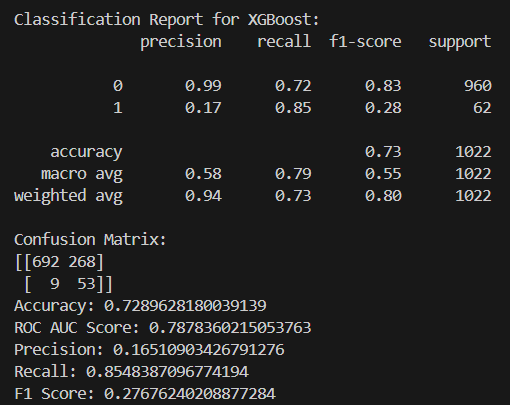 Classification Report for XGBoost:
precision recall f1-score support
0 0.99 0.72 0.83 960
1 0.17 0.85 0.28 62
accuracy 0.73 1022
macro avg 0.58 0.79 0.55 1022
weighted avg 0.94 0.73 0.80 1022
Confusion Matrix:
[[692 268]
[ 9 53]]
Accuracy: 0.7289628180039139
ROC AUC Score: 0.7878360215053763
Precision: 0.16510903426791276
Recall: 0.8548387096774194
F1 Score: 0.27676240208877284